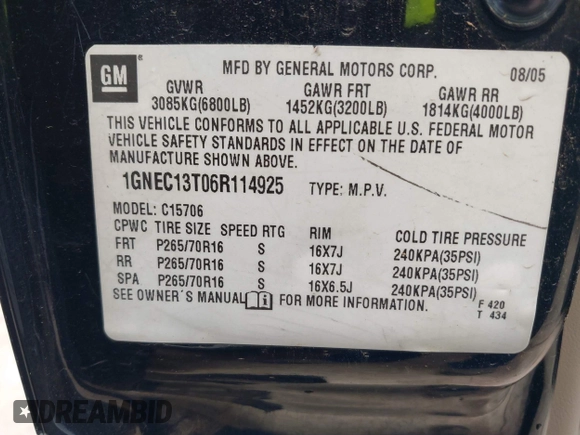 GM ®
MFD BY GENERAL MOTORS CORP. 08/05
GVWR GAWR FRT GAWR RR
3085KG(6800LB) 1452KG(3200LB) 1814KG(4000LB)
THIS VEHICLE CONFORMS TO ALL APPLICABLE U.S. FEDERAL MOTOR
VEHICLE SAFETY STANDARDS IN EFFECT ON THE DATE OF
MANUFACTURE SHOWN ABOVE.
1GNEC13T06R114925 TYPE: M.P.V.
MODEL: C15706
CPWC TIRE SIZE SPEED RTG RIM COLD TIRE PRESSURE
FRT P265/70R16 S 16X7J 240KPA(35PSI)
RR P265/70R16 S 16X7J 240KPA(35PSI)
SPA P265/70R16 S 16X6.5J 240KPA(35PSI)
SEE OWNER'S MANUAL i FOR MORE INFORMATION. F 420
T 434
DREAMBID